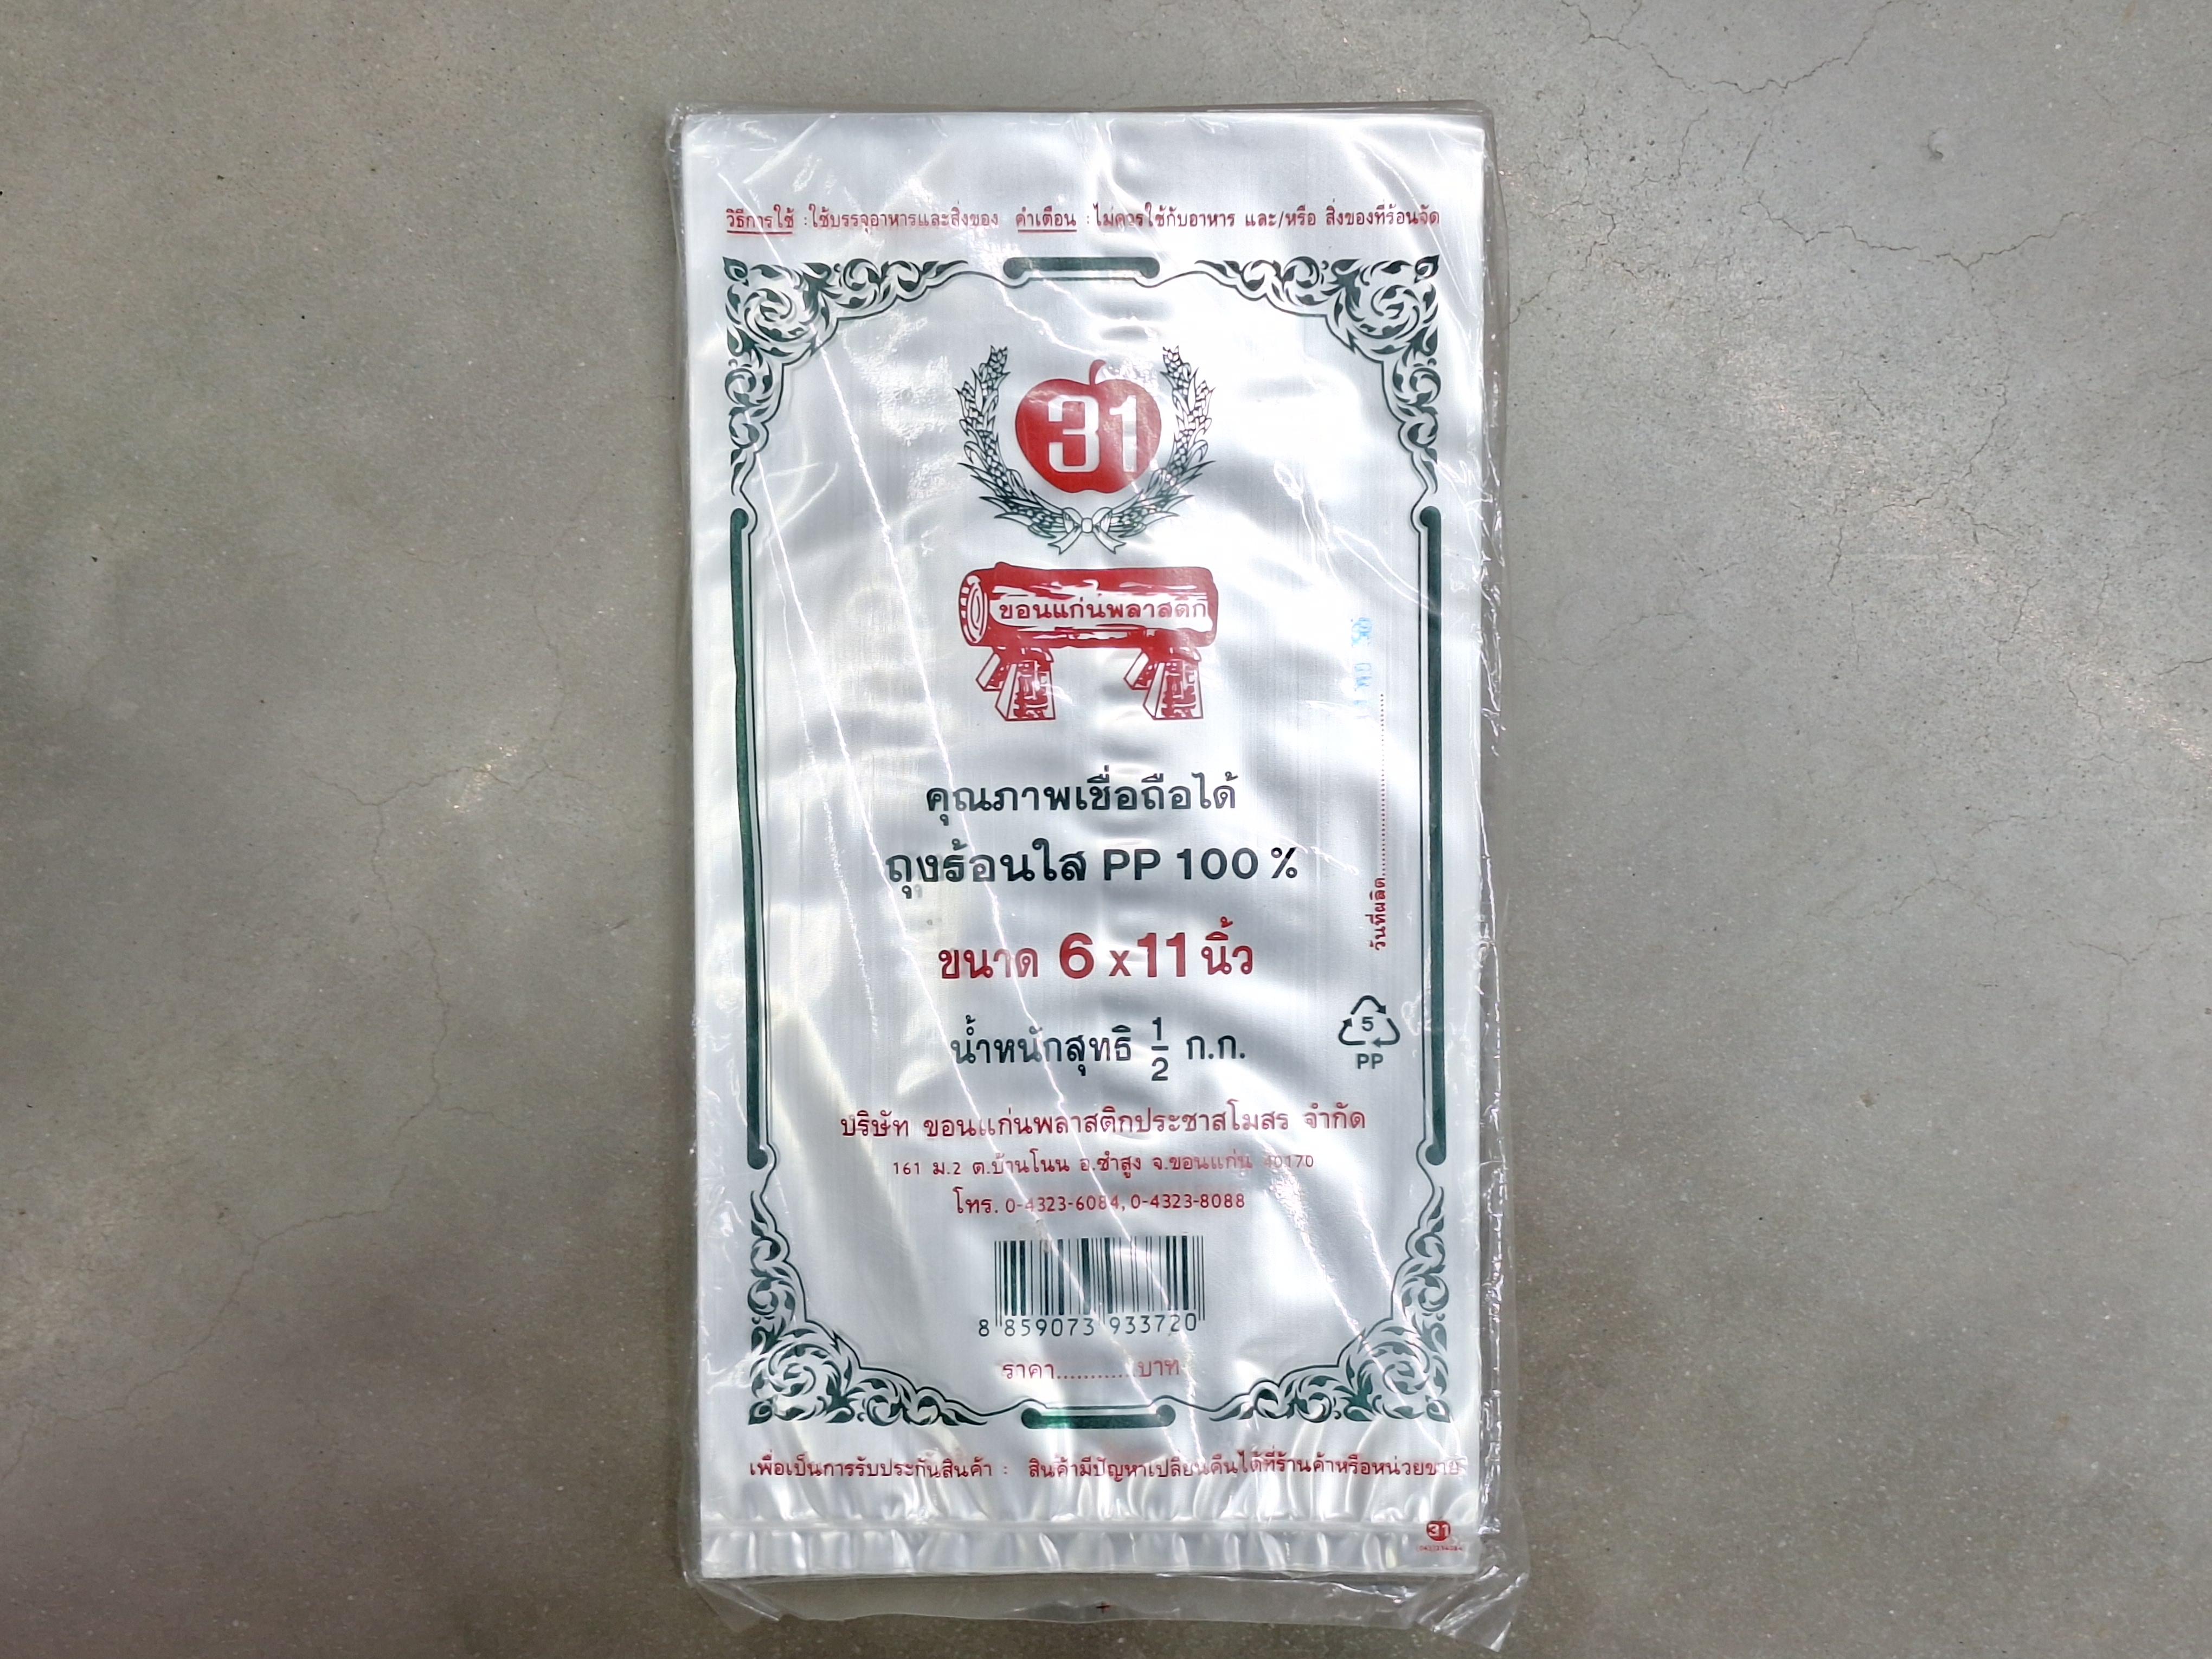 วิธีการใช้ : ใช้บรรจุอาหารและสิ่งของ คำเตือน : ไม่ควรใช้กับอาหาร และ/หรือ สิ่งของที่ร้อนจัด
31
ขอนแก่นพลาสติก
คุณภาพเชื่อถือได้
ถุงร้อนใส PP 100 %
ขนาด 6 x 11 นิ้ว
น้ำหนักสุทธิ 1/2 ก.ก.
วันที่ผลิต
5
PP
บริษัท ขอนแก่นพลาสติกประชาสโมสร จำกัด
161 ม.2 ต.บ้านโนน อ.ซำสูง จ.ขอนแก่น 40170
โทร. 0-4323-6084, 0-4323-8088
8 859073 933720
ราคา............บาท
เพื่อเป็นการรับประกันสินค้า : สินค้ามีปัญหาเปลี่ยนคืนได้ที่ร้านค้าหรือหน่วยขาย
31